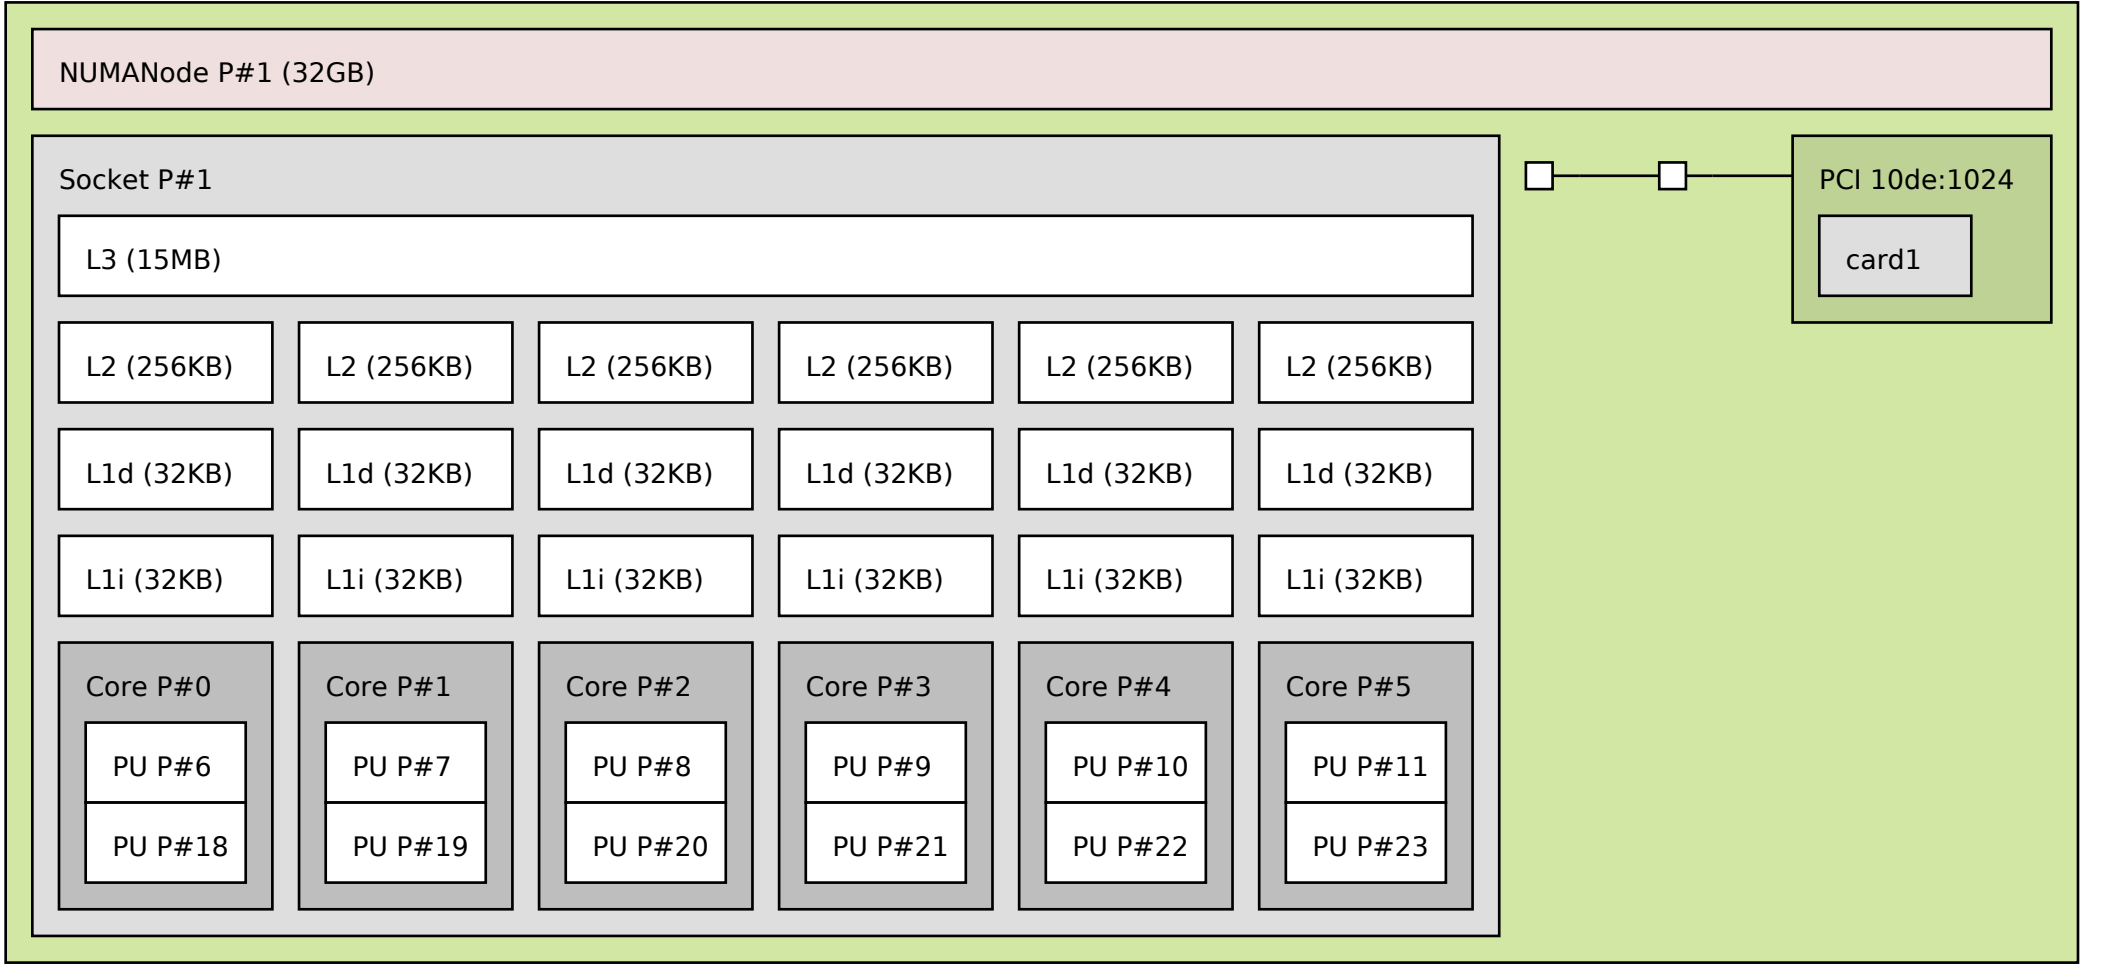 NUMANode P#1 (32GB)
Socket P#1
PCI 10de:1024
L3 (15MB)
card1
L2 (256KB) L2 (256KB) L2 (256KB) L2 (256KB) L2 (256KB) L2 (256KB)
L1d (32KB) L1d (32KB) L1d (32KB) L1d (32KB) L1d (32KB) L1d (32KB)
L1i (32KB) L1i (32KB) L1i (32KB) L1i (32KB) L1i (32KB) L1i (32KB)
Core P#0 Core P#1 Core P#2 Core P#3 Core P#4 Core P#5
PU P#6 PU P#7 PU P#8 PU P#9 PU P#10 PU P#11
PU P#18 PU P#19 PU P#20 PU P#21 PU P#22 PU P#23